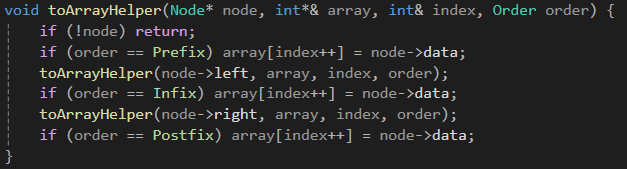 void toArrayHelper(Node* node, int*& array, int& index, Order order) {
    if (!node) return;
    if (order == Prefix) array[index++] = node->data;
    toArrayHelper(node->left, array, index, order);
    if (order == Infix) array[index++] = node->data;
    toArrayHelper(node->right, array, index, order);
    if (order == Postfix) array[index++] = node->data;
}